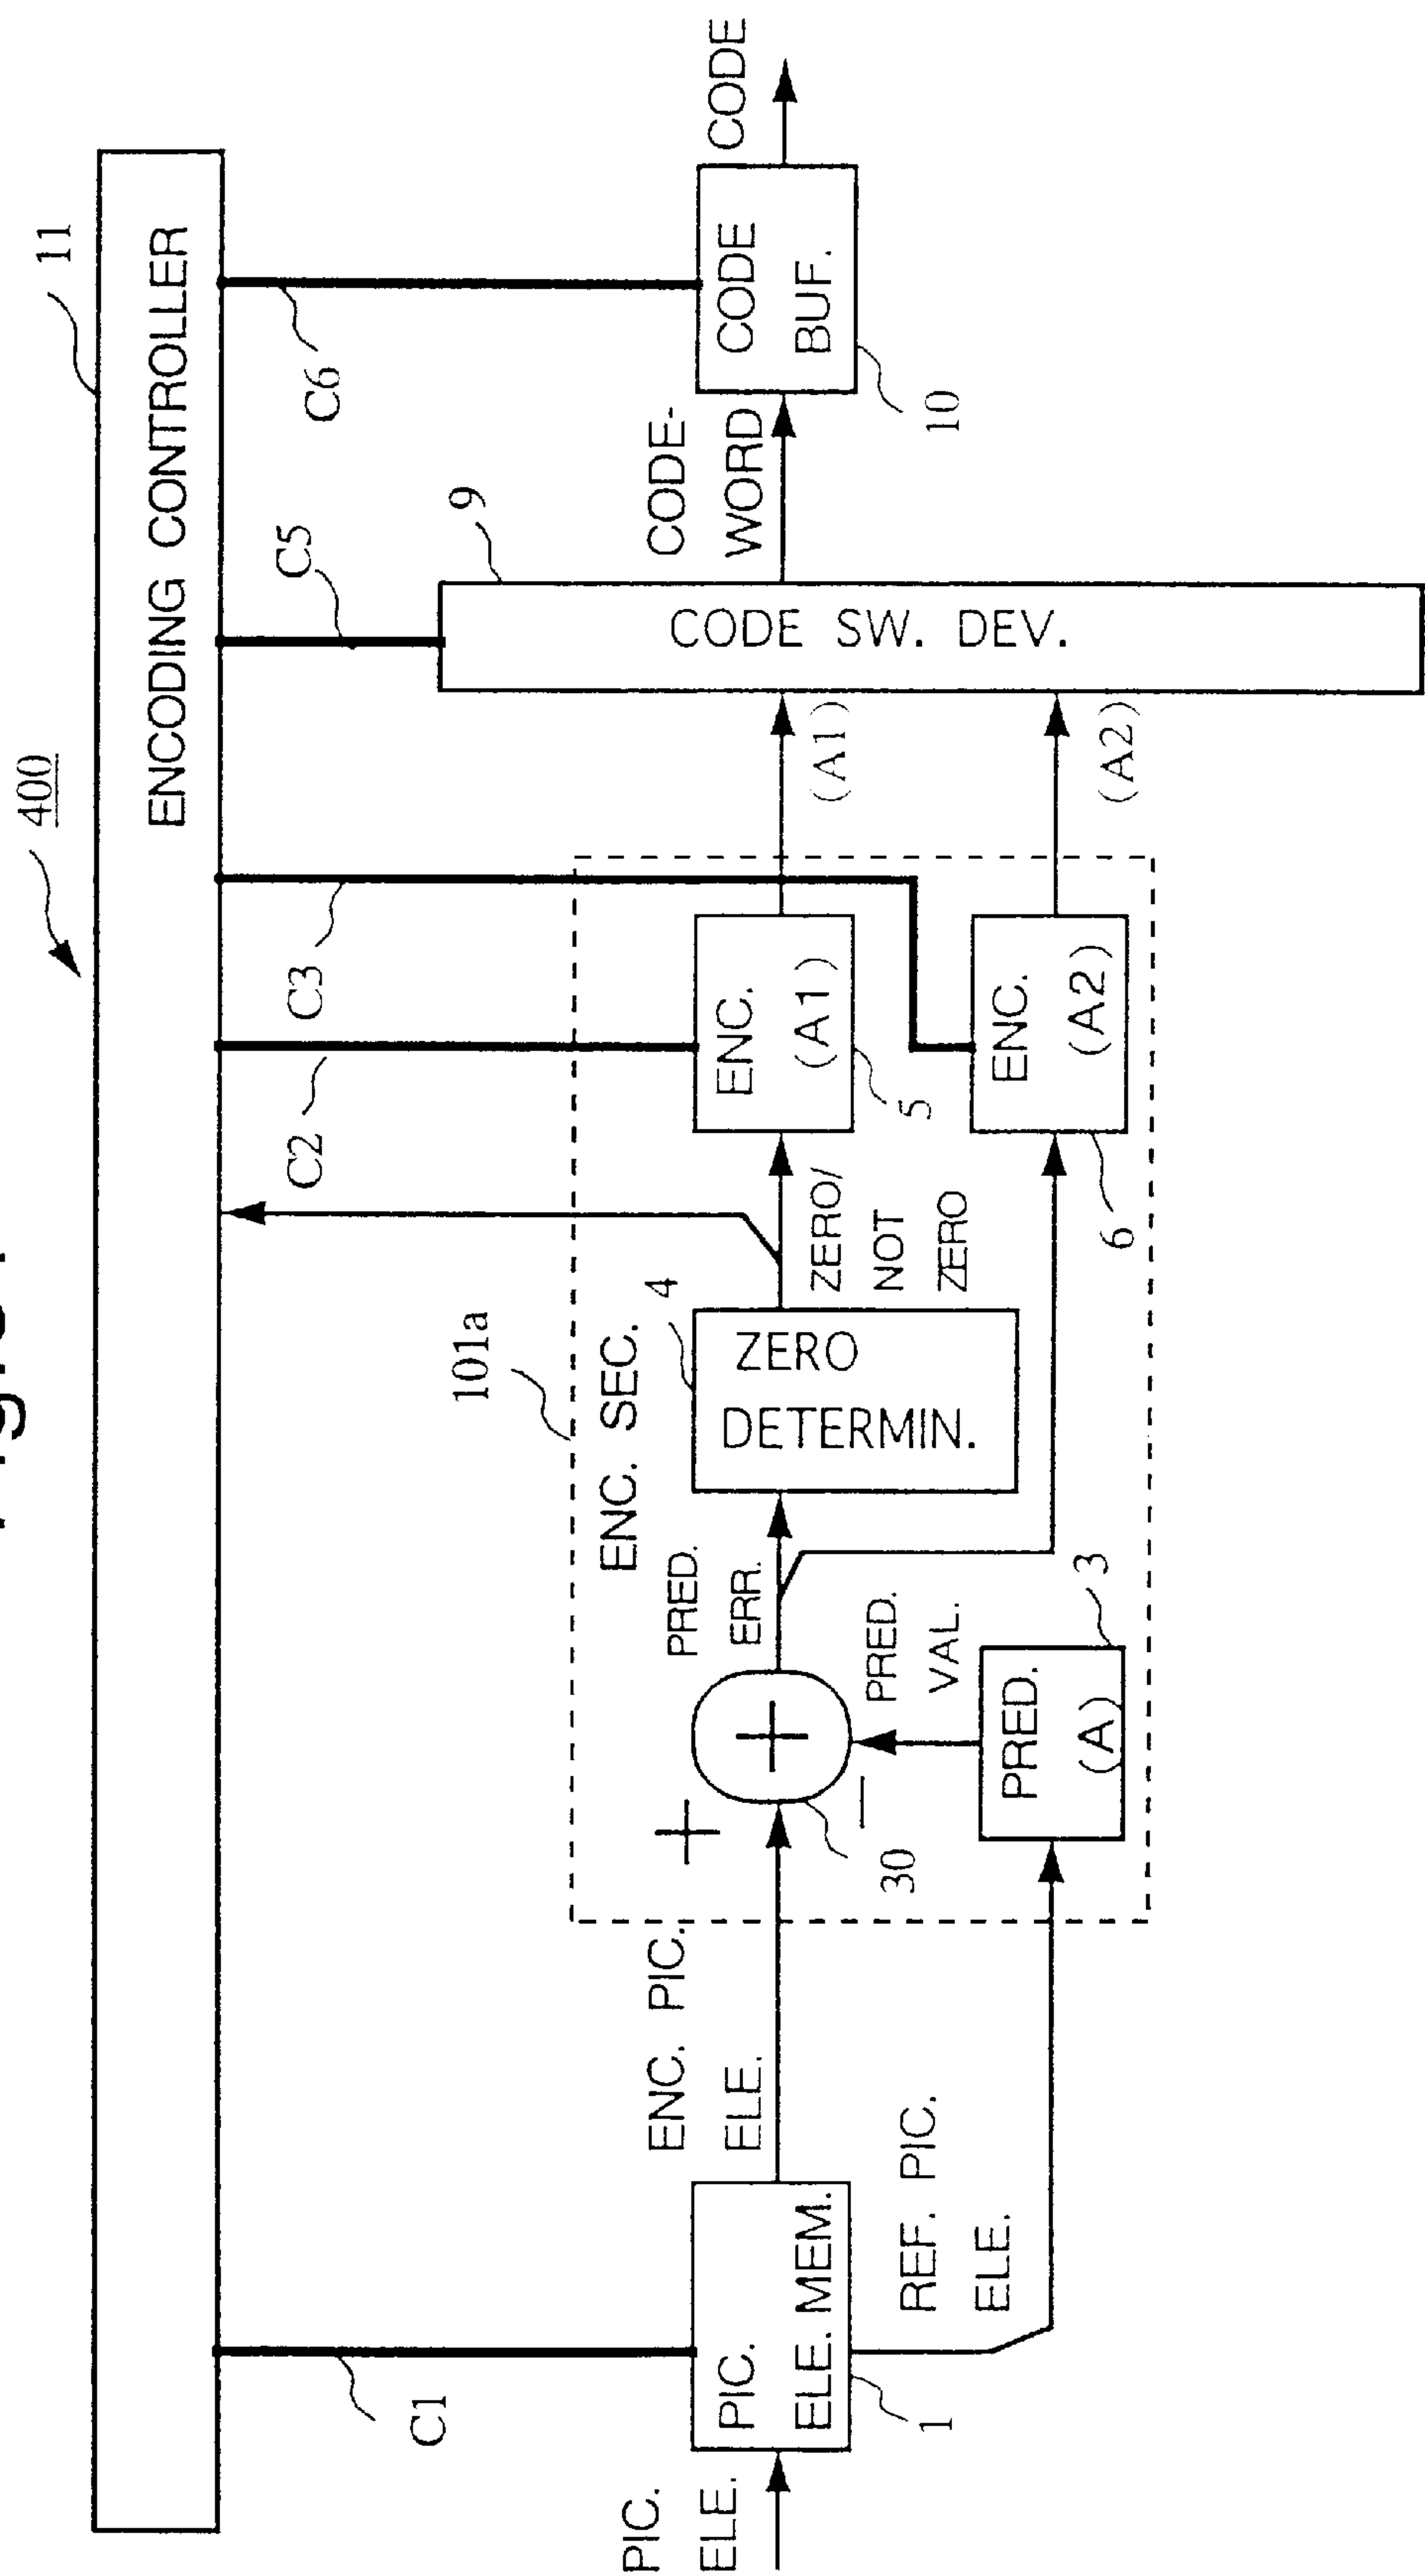 400
11
ENCODING CONTROLLER
C1
C2
C3
C5
C6
101a
ENC. SEC.
PIC.
ELE.
PIC.
ELE. MEM.
1
ENC. PIC.
ELE.
REF. PIC.
ELE.
+
+
−
30
PRED.
ERR.
PRED.
VAL.
PRED.
(A)
3
4
ZERO
DETERMIN.
ZERO/
NOT
ZERO
ENC.
(A1)
5
ENC.
(A2)
6
(A1)
(A2)
9
CODE SW. DEV.
CODE-
WORD
CODE
BUF.
10
CODE